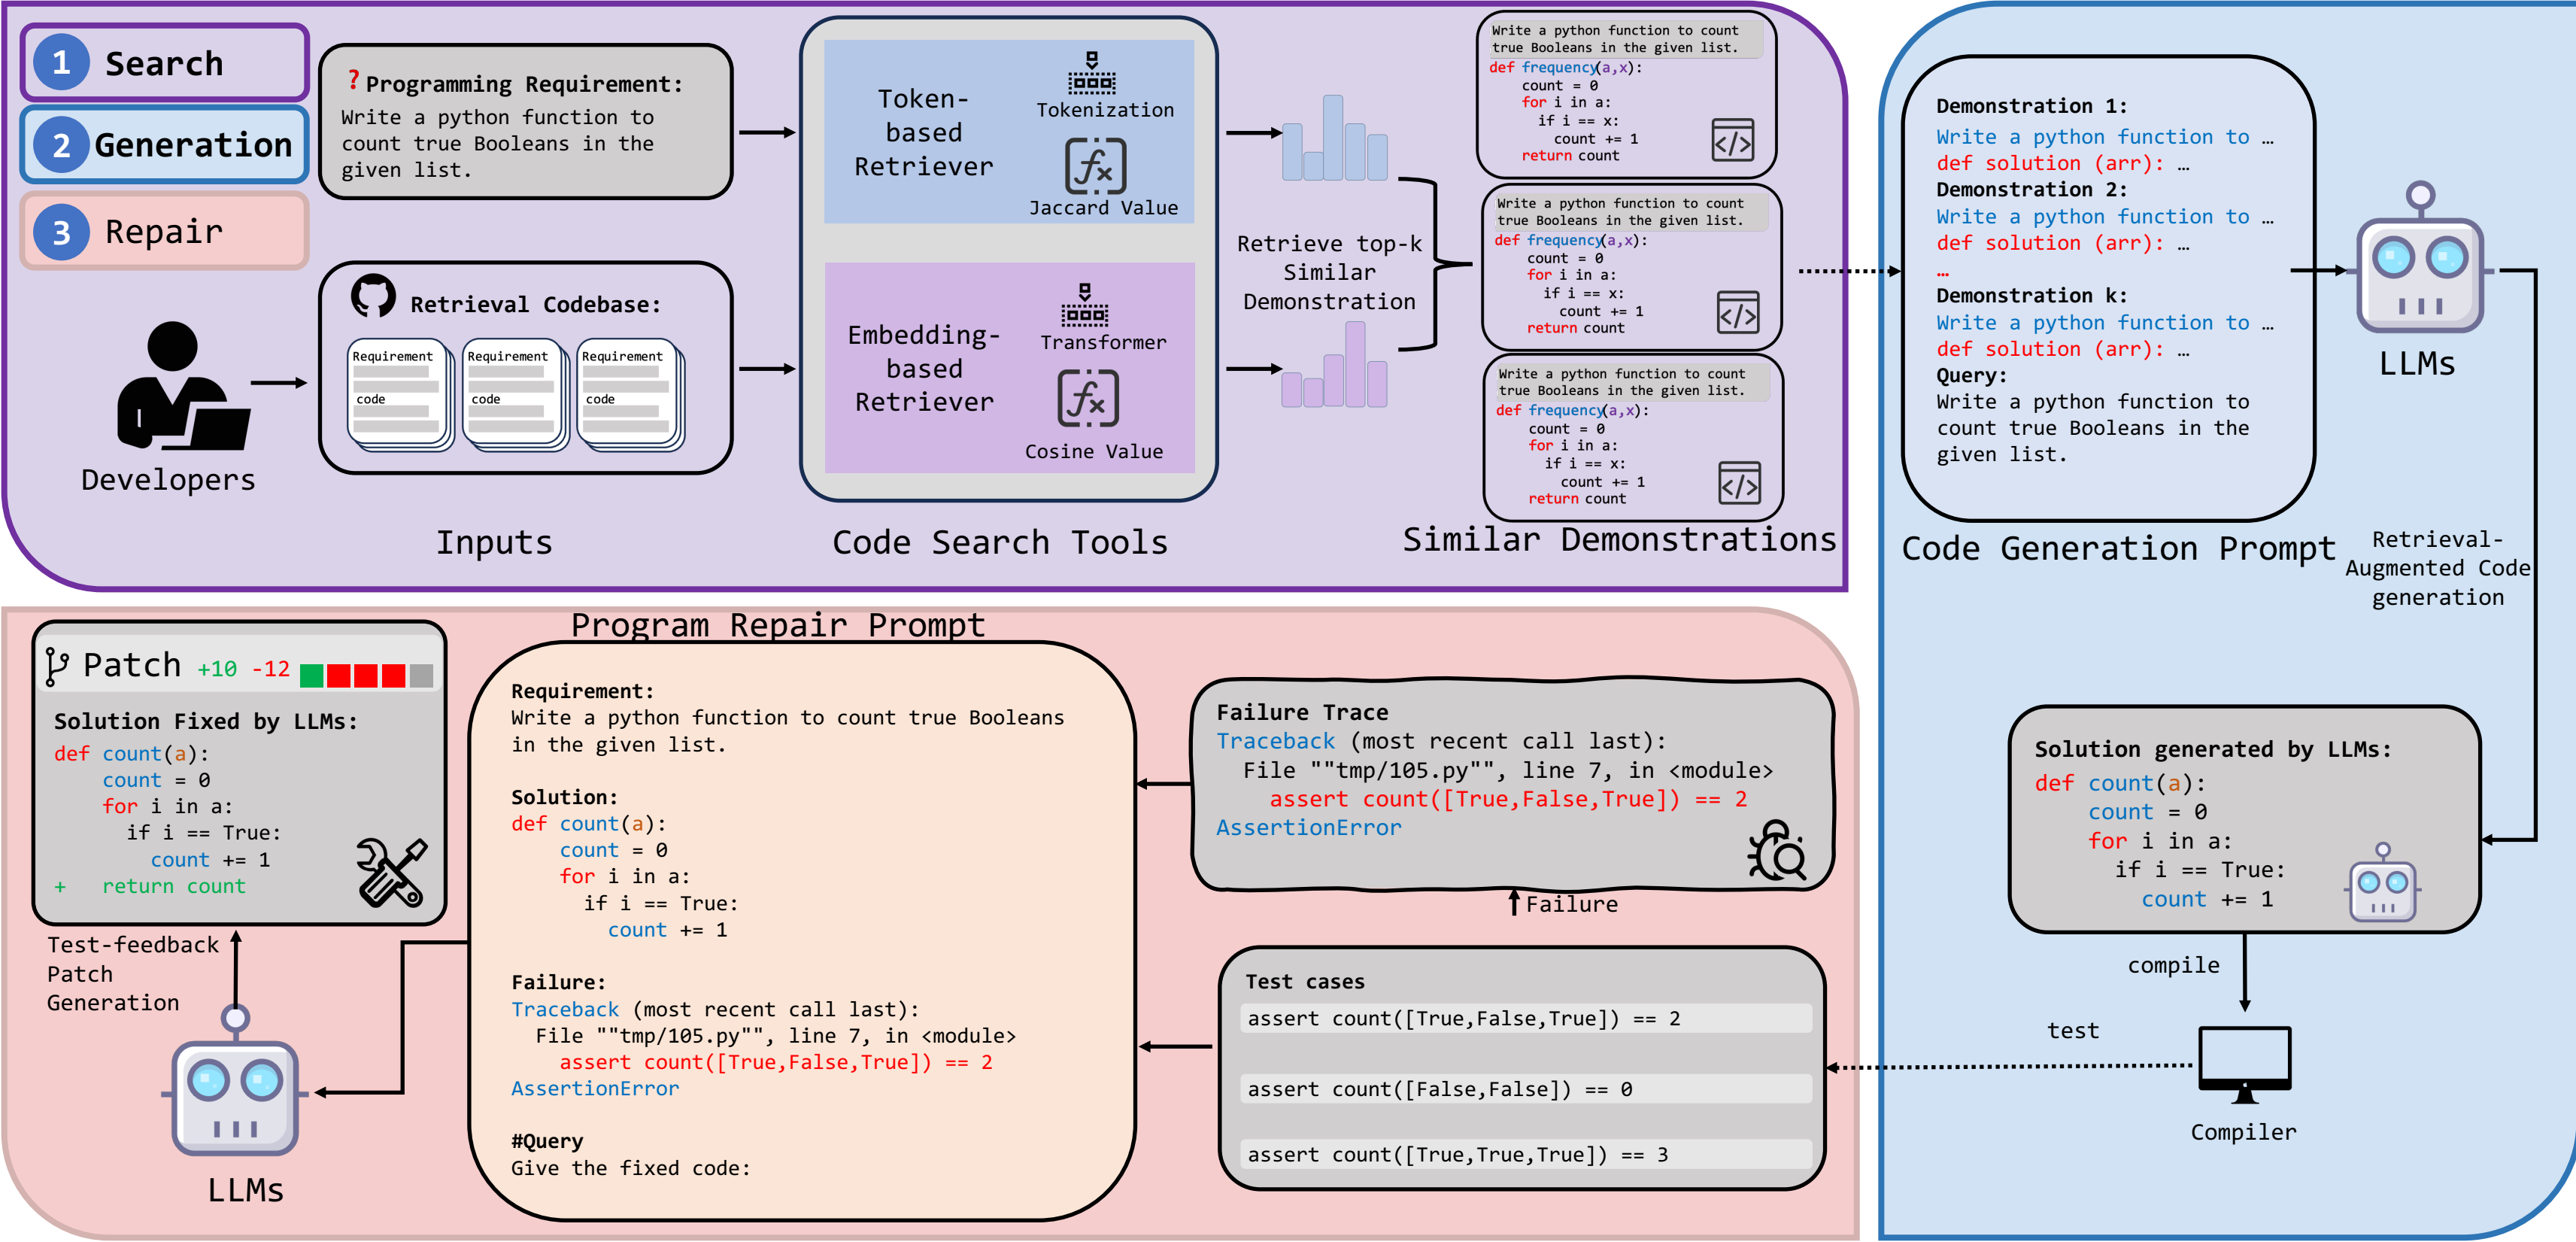 1 Search
2 Generation
3 Repair
? Programming Requirement:
Write a python function to
count true Booleans in the
given list.
Retrieval Codebase:
Requirement
code
Requirement
code
Requirement
code
Developers
Inputs
Token-
based
Retriever
Tokenization
fx
Jaccard Value
Embedding-
based
Retriever
Transformer
fx
Cosine Value
Code Search Tools
Retrieve top-k
Similar
Demonstration
Write a python function to count
true Booleans in the given list.
def frequency(a,x):
count = 0
for i in a:
if i == x:
count += 1
return count
</>
Write a python function to count
true Booleans in the given list.
def frequency(a,x):
count = 0
for i in a:
if i == x:
count += 1
return count
</>
Write a python function to count
true Booleans in the given list.
def frequency(a,x):
count = 0
for i in a:
if i == x:
count += 1
return count
</>
Similar Demonstrations
Demonstration 1:
Write a python function to …
def solution (arr): …
Demonstration 2:
Write a python function to …
def solution (arr): …
…
Demonstration k:
Write a python function to …
def solution (arr): …
Query:
Write a python function to
count true Booleans in the
given list.
Code Generation Prompt
LLMs
Retrieval-
Augmented Code
generation
Solution generated by LLMs:
def count(a):
count = 0
for i in a:
if i == True:
count += 1
compile
test
Compiler
Test cases
assert count([True,False,True]) == 2
assert count([False,False]) == 0
assert count([True,True,True]) == 3
Failure
Failure Trace
Traceback (most recent call last):
File ""tmp/105.py"", line 7, in <module>
assert count([True,False,True]) == 2
AssertionError
Program Repair Prompt
Requirement:
Write a python function to count true Booleans
in the given list.
Solution:
def count(a):
count = 0
for i in a:
if i == True:
count += 1
Failure:
Traceback (most recent call last):
File ""tmp/105.py"", line 7, in <module>
assert count([True,False,True]) == 2
AssertionError
#Query
Give the fixed code:
LLMs
Test-feedback
Patch
Generation
Patch +10 -12
Solution Fixed by LLMs:
def count(a):
count = 0
for i in a:
if i == True:
count += 1
+ return count